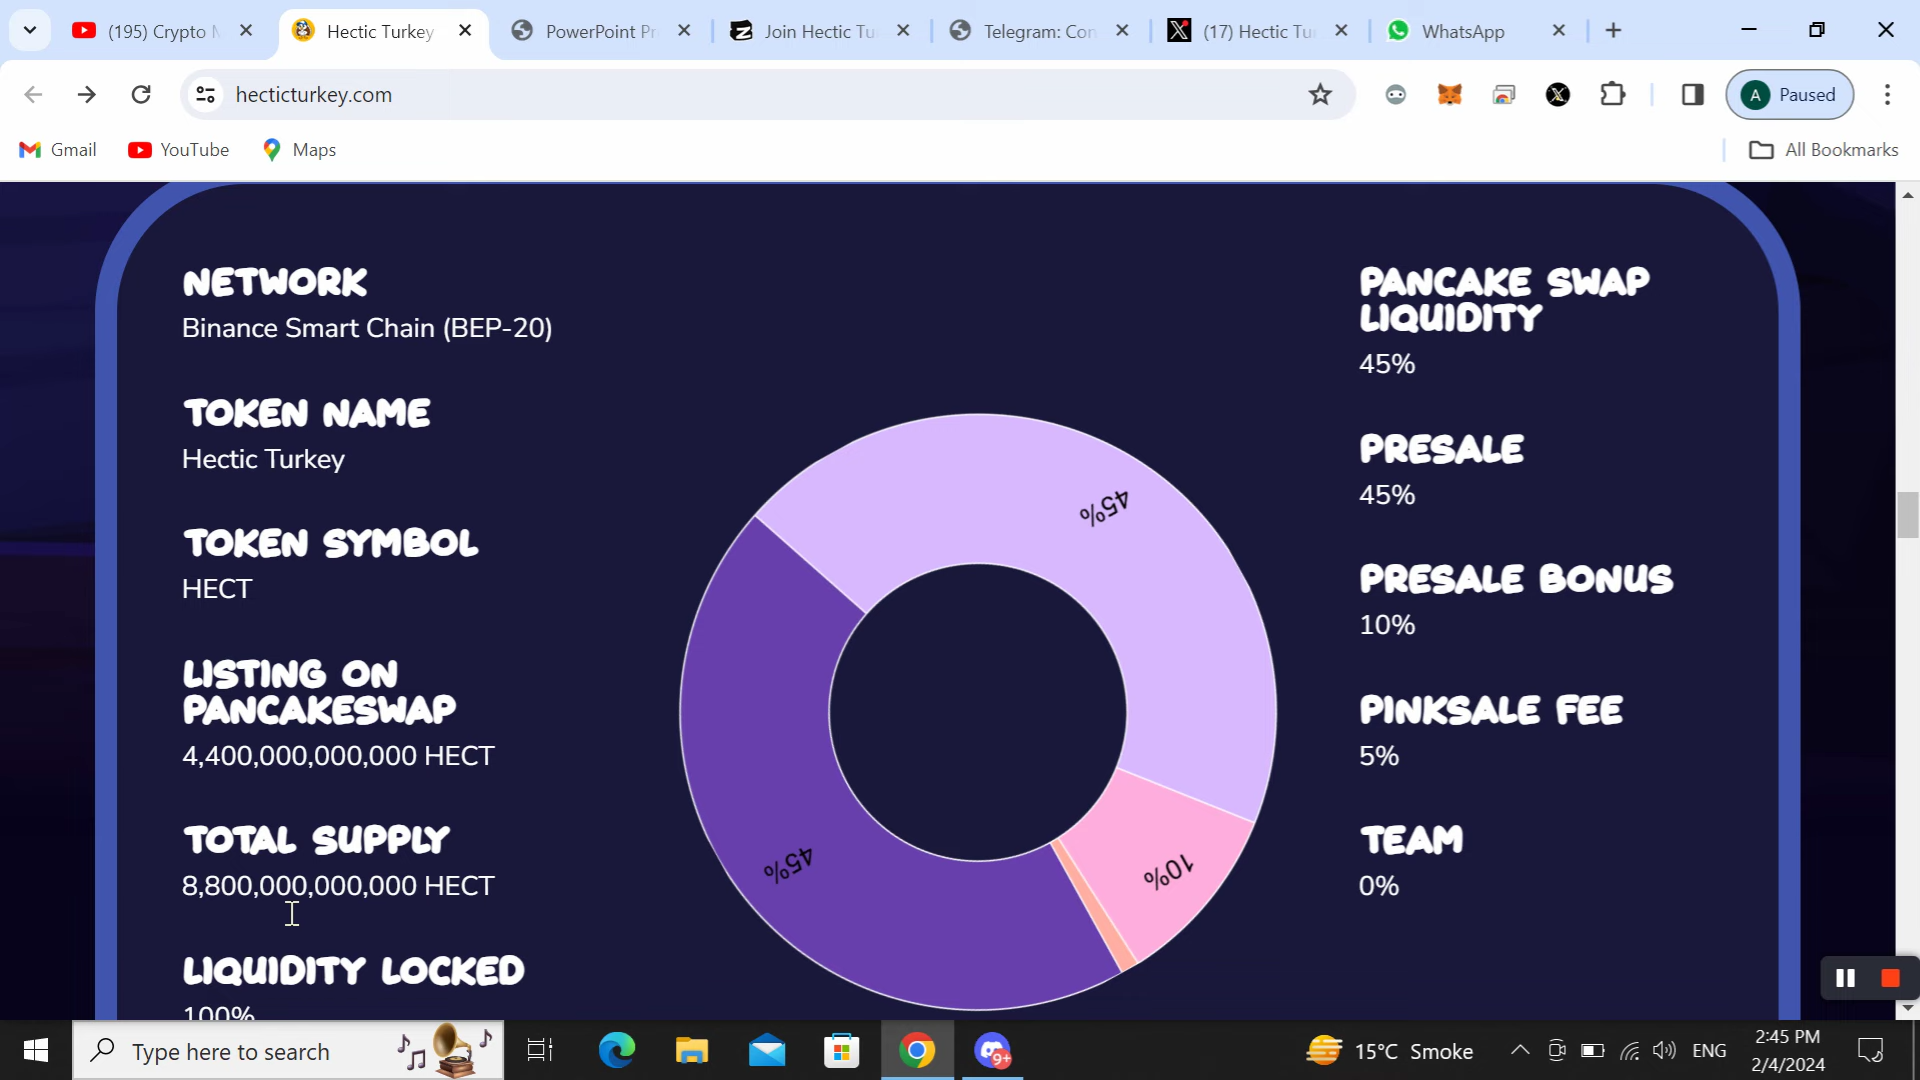 (195) Crypto M
Hectic Turkey
PowerPoint Pr
Join Hectic Tu
Telegram: Con
(17) Hectic Tu
WhatsApp
hecticturkey.com
A Paused
Gmail
YouTube
Maps
All Bookmarks
NETWORK
Binance Smart Chain (BEP-20)
TOKEN NAME
Hectic Turkey
TOKEN SYMBOL
HECT
LISTING ON
PANCAKESWAP
4,400,000,000,000 HECT
TOTAL SUPPLY
8,800,000,000,000 HECT
LIQUIDITY LOCKED
100%
45%
45%
10%
PANCAKE SWAP
LIQUIDITY
45%
PRESALE
45%
PRESALE BONUS
10%
PINKSALE FEE
5%
TEAM
0%
Type here to search
9+
15°C Smoke
ENG
2:45 PM
2/4/2024